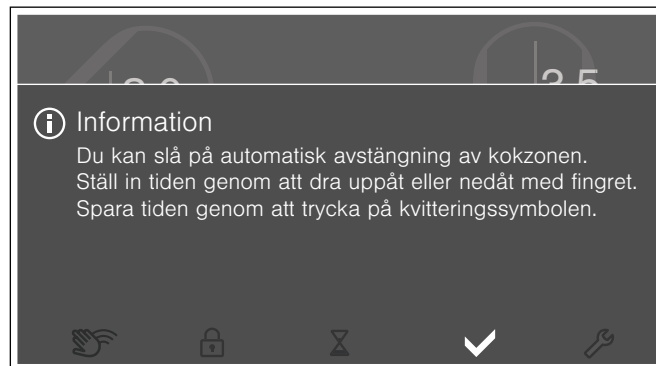 Information
Du kan slå på automatisk avstängning av kokzonen.
Ställ in tiden genom att dra uppåt eller nedåt med fingret.
Spara tiden genom att trycka på kvitteringssymbolen.